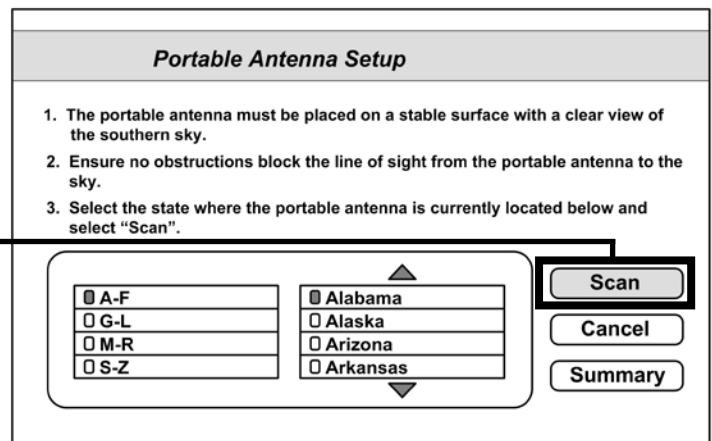 Portable Antenna Setup
1. The portable antenna must be placed on a stable surface with a clear view of
the southern sky.
2. Ensure no obstructions block the line of sight from the portable antenna to the
sky.
3. Select the state where the portable antenna is currently located below and
select “Scan”.
A-F
G-L
M-R
S-Z
Alabama
Alaska
Arizona
Arkansas
Scan
Cancel
Summary